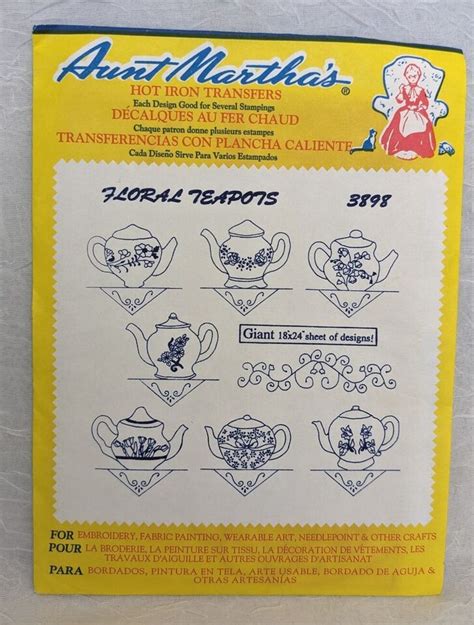 Aunt Martha's ®
HOT IRON TRANSFERS
Each Design Good for Several Stampings
DÉCALQUES AU FER CHAUD
Chaque patron donne plusieurs estampes
TRANSFERENCIAS CON PLANCHA CALIENTE
Cada Diseño Sirve Para Varios Estampados
FLORAL TEAPOTS 3898
Giant 18"x24" sheet of designs!
FOR EMBROIDERY, FABRIC PAINTING, WEARABLE ART, NEEDLEPOINT & OTHER CRAFTS
POUR LA BRODERIE, LA PEINTURE SUR TISSU, LA DÉCORATION DE VÊTEMENTS, LES
TRAVAUX D'AIGUILLE ET AUTRES OUVRAGES D'ARTISANAT
PARA BORDADOS, PINTURA EN TELA, ARTE USABLE, BORDADO DE AGUJA &
OTRAS ARTESANÍAS